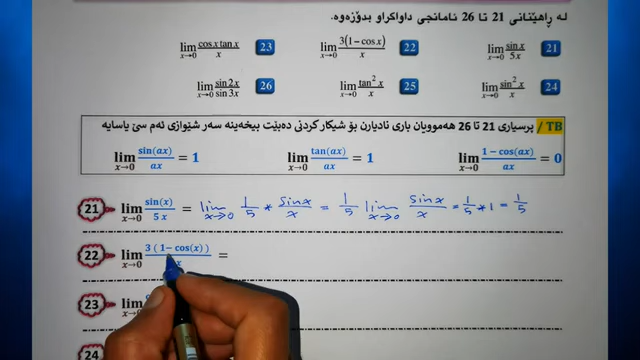 لە ڕاهێنانی 21 تا 26 ئامانجی داواکراو بدۆزەوە.
23 lim x→0 cos x tan x / x    22 lim x→0 3(1−cos x) / x    21 lim x→0 sin x / x
26 lim x→0 sin 2x / sin 3x    25 lim x→0 tan² x / x    24 lim x→0 sin² x / x
TB / پرسیاری 21 تا 26 هەموویان باری نادیارن بۆ شیکار کردنی دەبێت بیخەینە سەر شێوازی ئەم سێ یاسایە
lim x→0 sin(ax) / ax = 1    lim x→0 tan(ax) / ax = 1    lim x→0 1 − cos(ax) / ax = 0
21 lim x→0 sin(x) / 5x = lim x→0 1/5 * sin x / x = 1/5 lim x→0 sin x / x = 1/5 * 1 = 1/5
22 lim x→0 3 ( 1− cos(x) ) / x =
23 lim x→0
24